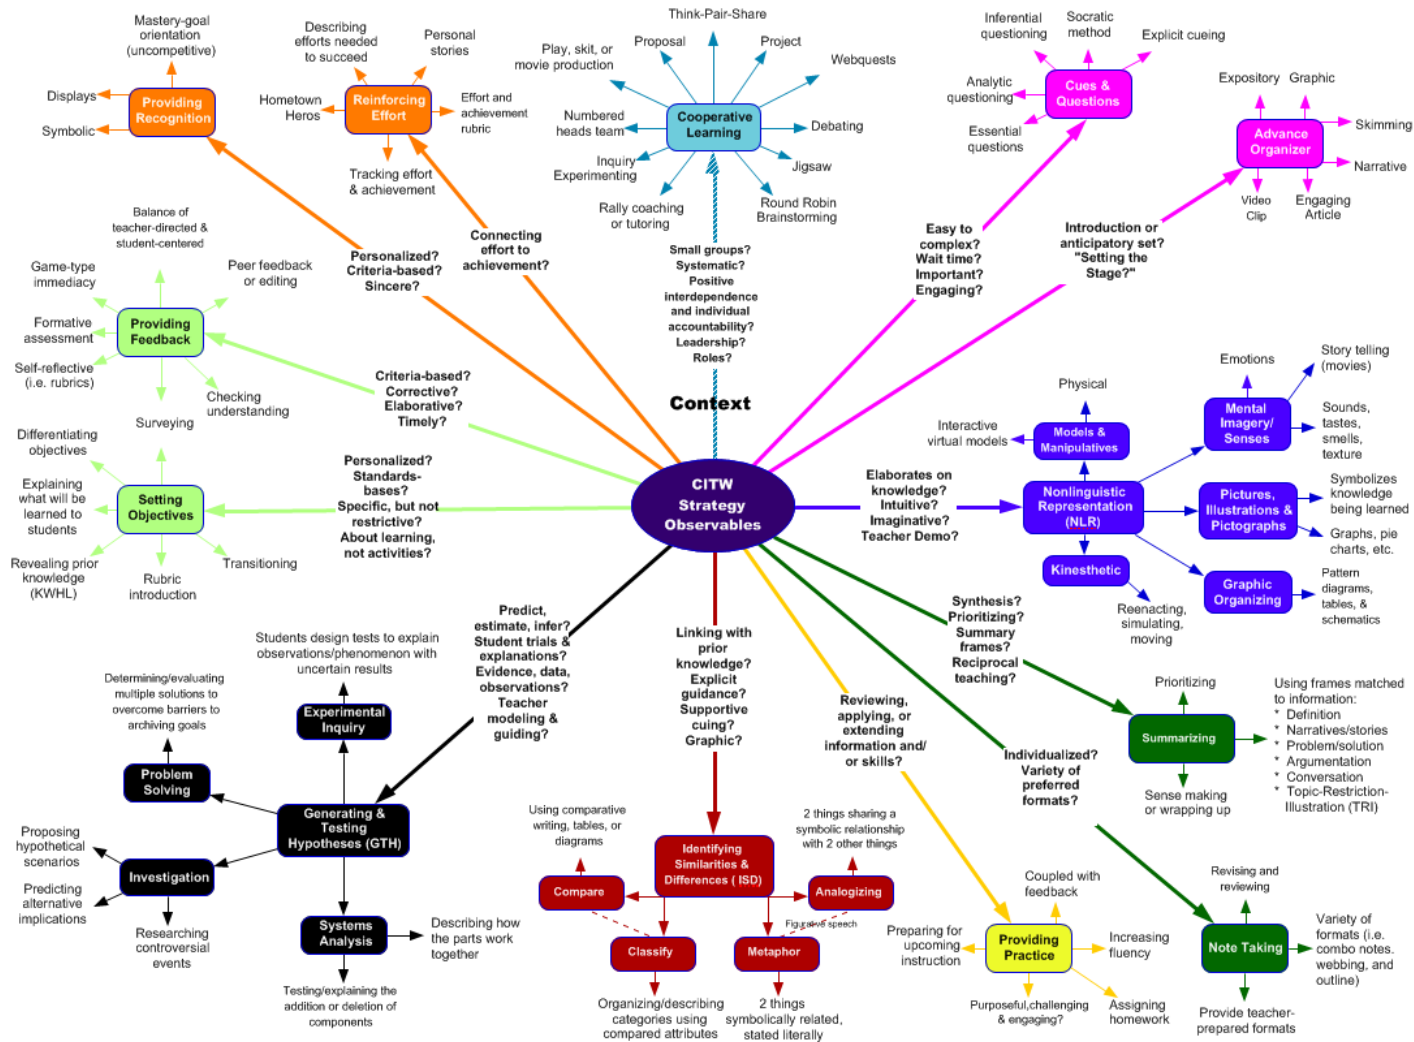 Mastery-goal
orientation
(uncompetitive)
Displays
Symbolic
Providing
Recognition
Describing
efforts needed
to succeed
Personal
stories
Hometown
Heros
Reinforcing
Effort
Effort and
achievement
rubric
Tracking effort
& achievement
Think-Pair-Share
Proposal
Project
Play, skit, or
movie production
Webquests
Numbered
heads team
Cooperative
Learning
Debating
Inquiry
Experimenting
Jigsaw
Rally coaching
or tutoring
Round Robin
Brainstorming
Inferential
questioning
Socratic
method
Explicit cueing
Analytic
questioning
Cues &
Questions
Essential
questions
Expository
Graphic
Advance
Organizer
Skimming
Narrative
Video
Clip
Engaging
Article
Personalized?
Criteria-based?
Sincere?
Connecting
effort to
achievement?
Small groups?
Systematic?
Positive
interdependence
and individual
accountability?
Leadership?
Roles?
Easy to
complex?
Wait time?
Important?
Engaging?
Introduction or
anticipatory set?
"Setting the
Stage?"
Balance of
teacher-directed &
student-centered
Game-type
immediacy
Peer feedback
or editing
Formative
assessment
Providing
Feedback
Self-reflective
(i.e. rubrics)
Checking
understanding
Surveying
Criteria-based?
Corrective?
Elaborative?
Timely?
Context
CITW
Strategy
Observables
Differentiating
objectives
Explaining
what will be
learned to
students
Setting
Objectives
Revealing prior
knowledge
(KWHL)
Rubric
introduction
Transitioning
Personalized?
Standards-
bases?
Specific, but not
restrictive?
About learning,
not activities?
Elaborates on
knowledge?
Intuitive?
Imaginative?
Teacher Demo?
Physical
Interactive
virtual models
Models &
Manipulatives
Emotions
Story telling
(movies)
Mental
Imagery/
Senses
Sounds,
tastes,
smells,
texture
Nonlinguistic
Representation
(NLR)
Pictures,
Illustrations &
Pictographs
Symbolizes
knowledge
being learned
Graphs, pie
charts, etc.
Kinesthetic
Reenacting,
simulating,
moving
Graphic
Organizing
Pattern
diagrams,
tables, &
schematics
Predict,
estimate, infer?
Student trials &
explanations?
Evidence, data,
observations?
Teacher
modeling &
guiding?
Students design tests to explain
observations/phenomenon with
uncertain results
Determining/evaluating
multiple solutions to
overcome barriers to
archiving goals
Experimental
Inquiry
Problem
Solving
Generating &
Testing
Hypotheses (GTH)
Proposing
hypothetical
scenarios
Investigation
Predicting
alternative
implications
Researching
controversial
events
Systems
Analysis
Describing how
the parts work
together
Testing/explaining the
addition or deletion of
components
Linking with
prior
knowledge?
Explicit
guidance?
Supportive
cuing?
Graphic?
Using comparative
writing, tables, or
diagrams
Identifying
Similarities &
Differences ( ISD)
2 things sharing a
symbolic relationship
with 2 other things
Compare
Analogizing
Figurative speech
Classify
Metaphor
Organizing/describing
categories using
compared attributes
2 things
symbolically related,
stated literally
Reviewing,
applying, or
extending
information and/
or skills?
Coupled with
feedback
Preparing for
upcoming
instruction
Providing
Practice
Increasing
fluency
Purposeful,challenging
& engaging?
Assigning
homework
Synthesis?
Prioritizing?
Summary
frames?
Reciprocal
teaching?
Prioritizing
Summarizing
Sense making
or wrapping up
Using frames matched
to information:
* Definition
* Narratives/stories
* Problem/solution
* Argumentation
* Conversation
* Topic-Restriction-
Illustration (TRI)
Individualized?
Variety of
preferred
formats?
Revising and
reviewing
Note Taking
Variety of
formats (i.e.
combo notes.
webbing, and
outline)
Provide teacher-
prepared formats